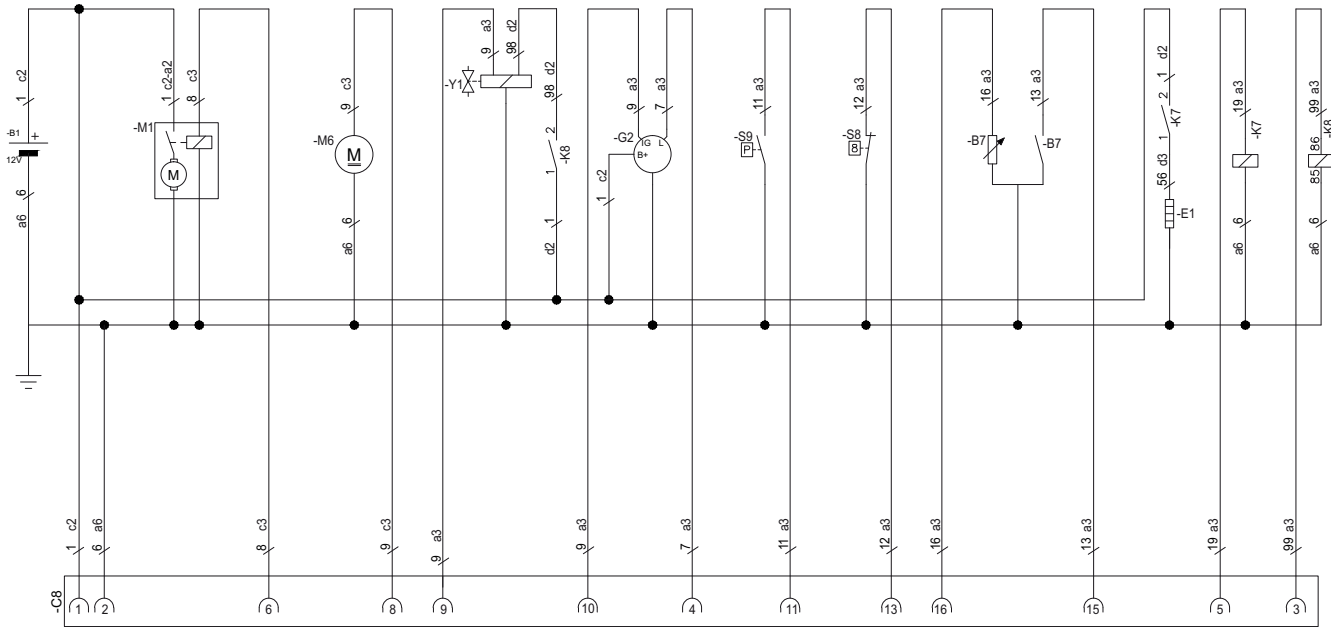 1 c2
-B1
+
12V
6
a6
1 c2-a2
8 c3
-M1
M
9 c3
-M6
M
6
a6
9 a3
98 d2
-Y1
98 d2
2
1
-K8
1
d2
9 a3
7 a3
-G2
IG L
B+
1 c2
11 a3
-S9
P
12 a3
-S8
8
16 a3
13 a3
-B7
-B7
1 d2
2
1
-K7
56 d3
-E1
19 a3
-K7
6
a6
99 a3
86
85
-K8
6
a6
1 c2
6 a6
8 c3
9 c3
9 a3
9 a3
7 a3
11 a3
12 a3
16 a3
13 a3
19 a3
99 a3
-C8
1 2 6 8 9 10 4 11 13 16 15 5 3